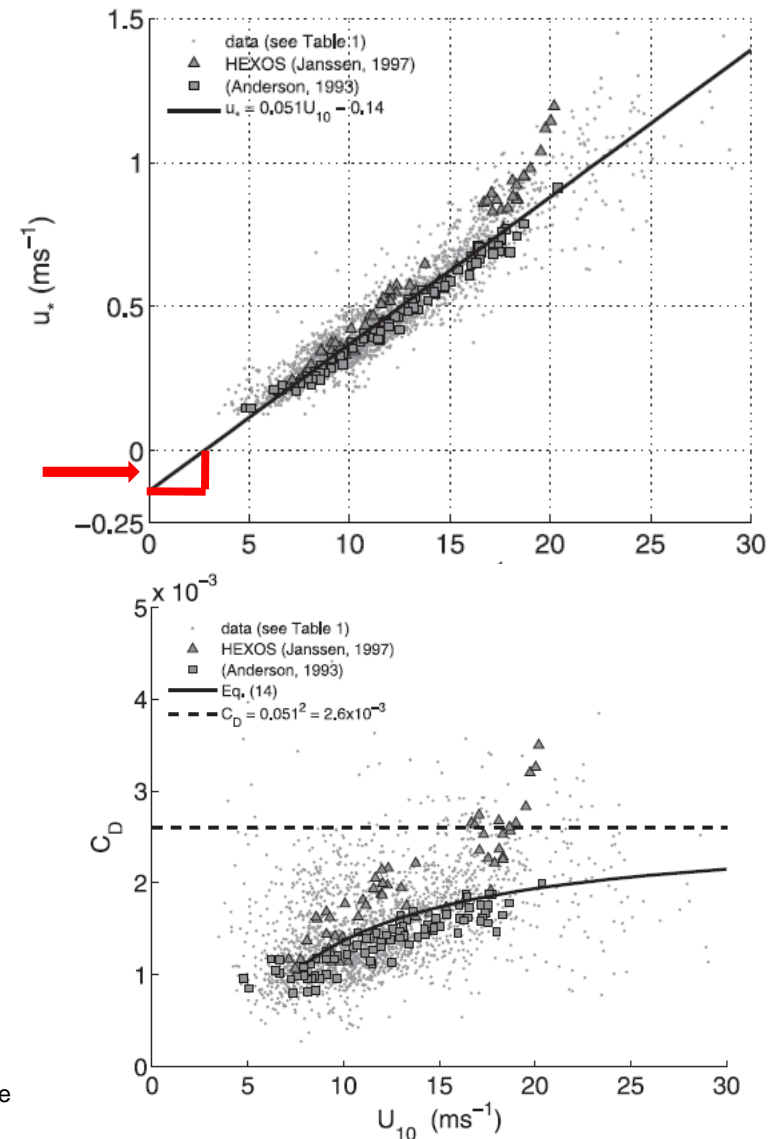 1.5
data (see Table 1)
HEXOS (Janssen, 1997)
(Anderson, 1993)
u* = 0.051U10 − 0.14
1
0.5
0
−0.25
u* (ms−1)
0 5 10 15 20 25 30
5 x 10−3
data (see Table 1)
HEXOS (Janssen, 1997)
(Anderson, 1993)
Eq. (14)
CD = 0.051² = 2.6x10−3
4
3
CD
2
1
0
0 5 10 15 20 25 30
e
U10 (ms−1)